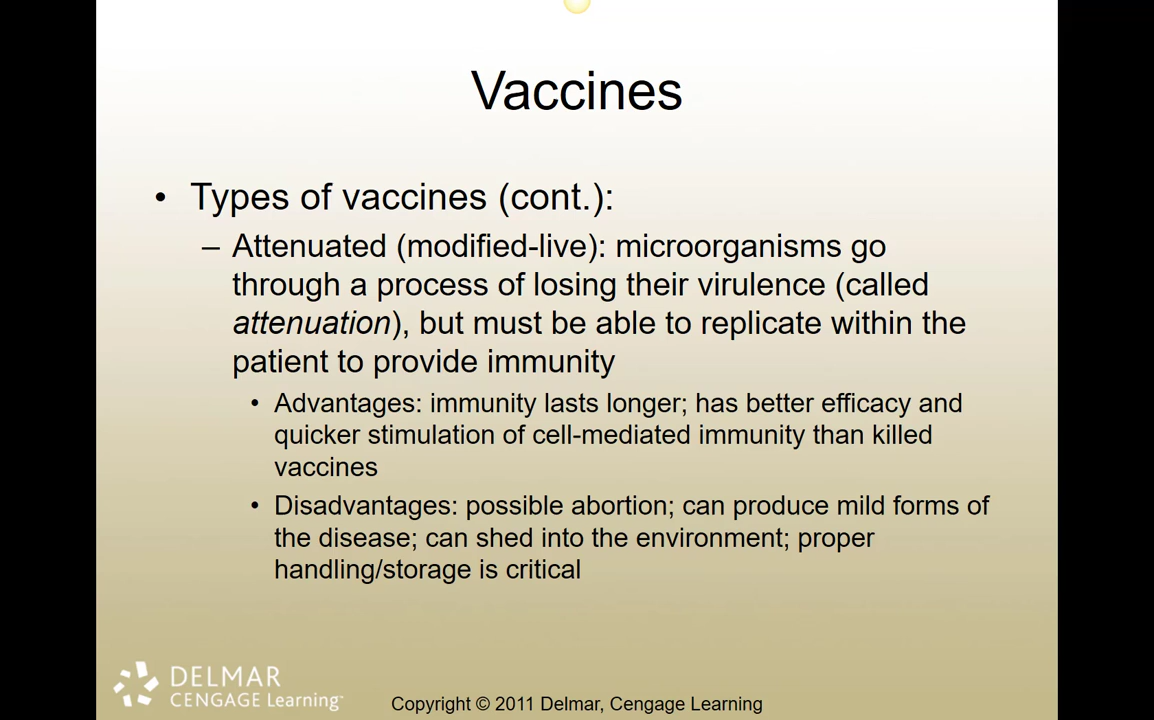 Vaccines
• Types of vaccines (cont.):
– Attenuated (modified-live): microorganisms go
through a process of losing their virulence (called
attenuation), but must be able to replicate within the
patient to provide immunity
• Advantages: immunity lasts longer; has better efficacy and
quicker stimulation of cell-mediated immunity than killed
vaccines
• Disadvantages: possible abortion; can produce mild forms of
the disease; can shed into the environment; proper
handling/storage is critical
DELMAR
CENGAGE Learning™
Copyright © 2011 Delmar, Cengage Learning